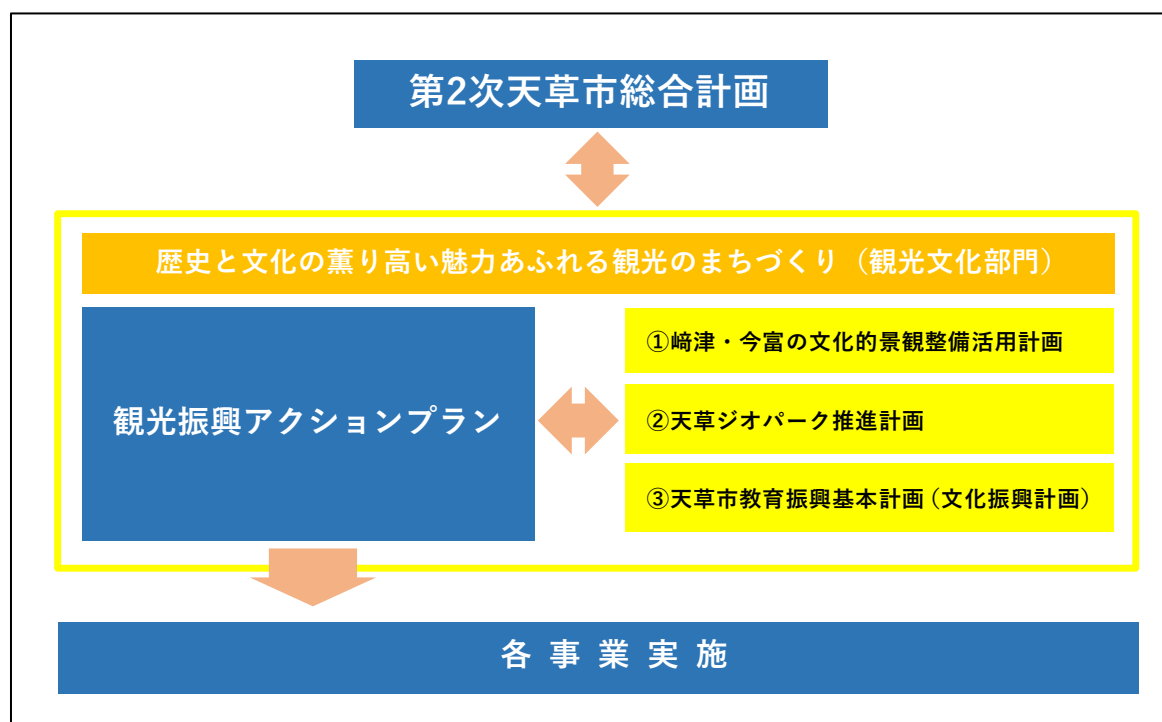 第2次天草市総合計画
歴史と文化の薫り高い魅力あふれる観光のまちづくり（観光文化部門）
観光振興アクションプラン
①﨑津・今富の文化的景観整備活用計画
②天草ジオパーク推進計画
③天草市教育振興基本計画（文化振興計画）
各事業実施